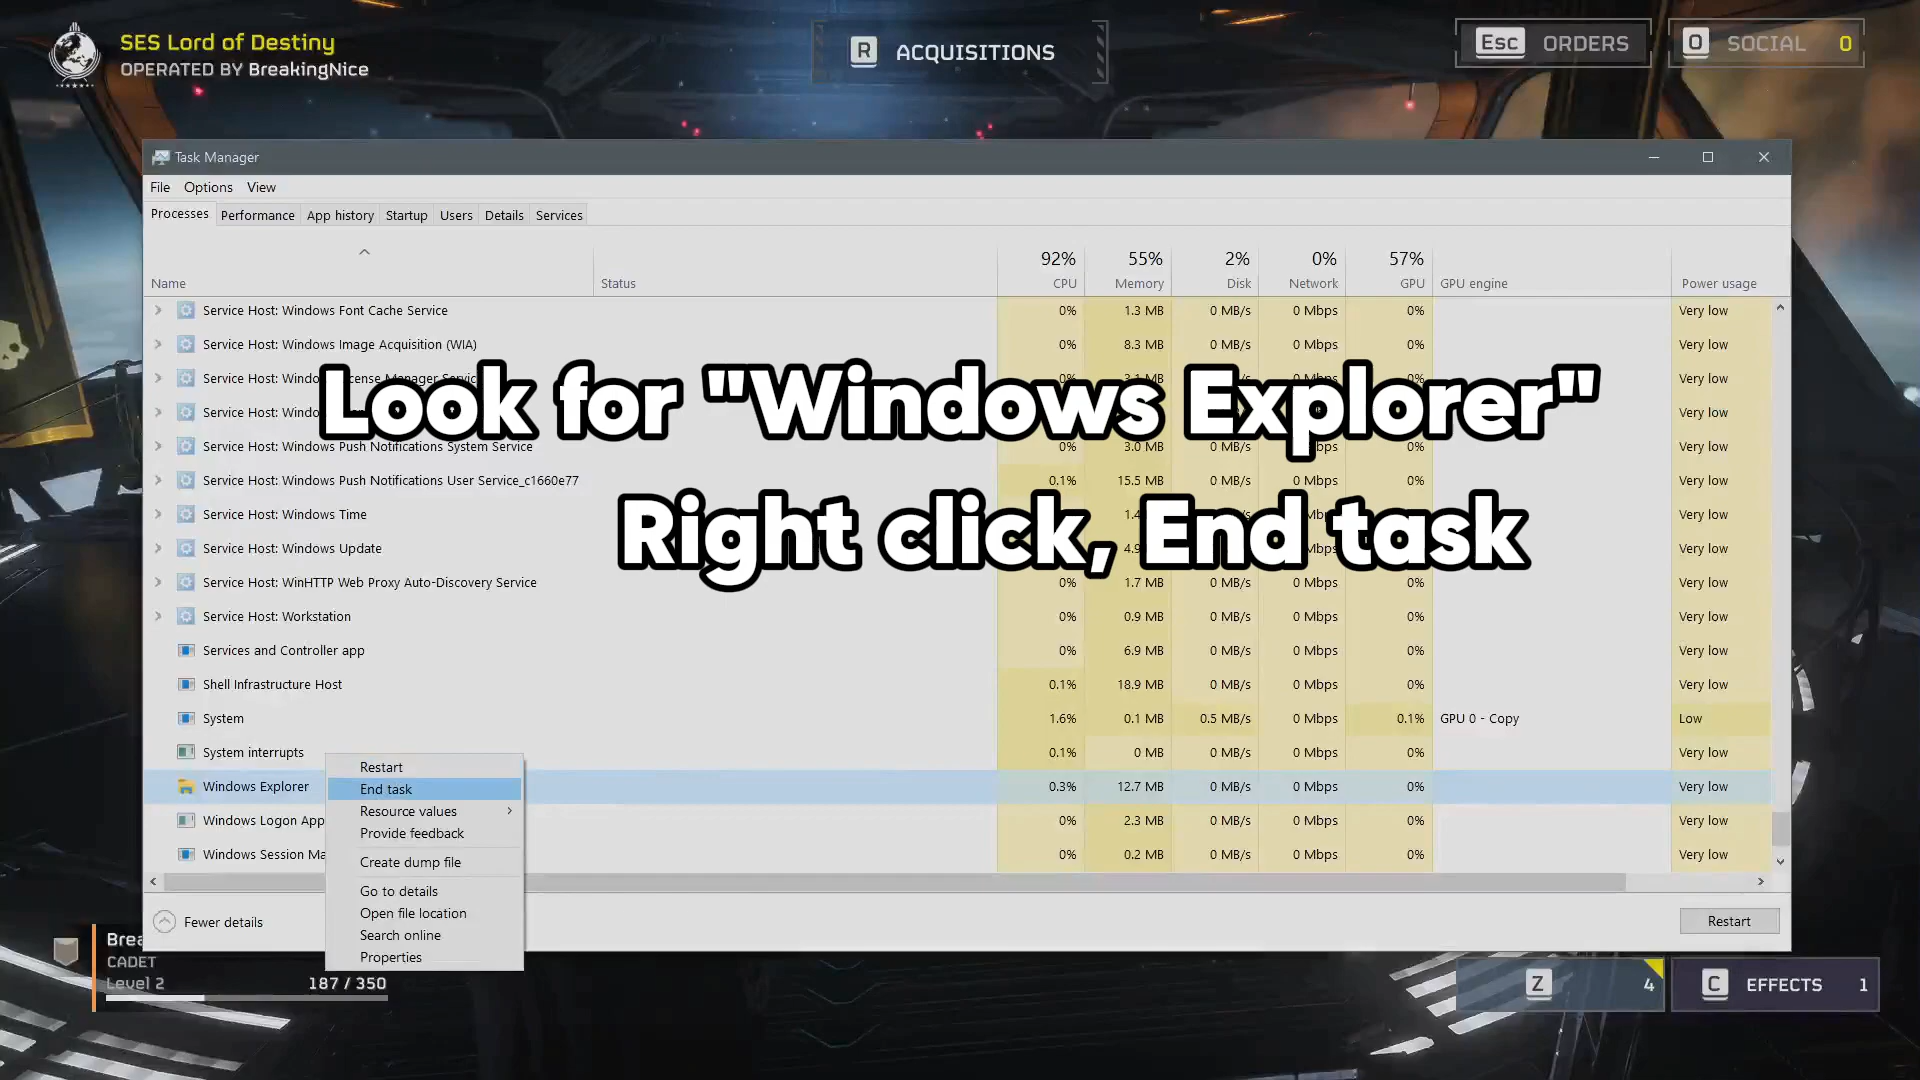 SES Lord of Destiny
OPERATED BY BreakingNice
R ACQUISITIONS
Esc ORDERS
O SOCIAL 0
Task Manager
File Options View
Processes Performance App history Startup Users Details Services
92% 55% 2% 0% 57%
Name Status CPU Memory Disk Network GPU GPU engine Power usage
Service Host: Windows Font Cache Service 0% 1.3 MB 0 MB/s 0 Mbps 0% Very low
Service Host: Windows Image Acquisition (WIA) 0% 8.3 MB 0 MB/s 0 Mbps 0% Very low
Service Host: 0 MB/s 0% Very low
Look for "Windows Explorer"
Service Host: Very low
Service Host: Windows Push Notifications System Service 0% 3.0 MB 0 MB/s 0 Mbps 0% Very low
Service Host: Windows Push Notifications User Service_c1660e77 0.1% 15.5 MB 0 MB/s 0 Mbps 0% Very low
Service Host: Windows Time Very low
Right click, End task
Service Host: Windows Update Very low
Service Host: WinHTTP Web Proxy Auto-Discovery Service 0% 1.7 MB 0 MB/s 0 Mbps 0% Very low
Service Host: Workstation 0% 0.9 MB 0 MB/s 0 Mbps 0% Very low
Services and Controller app 0% 6.9 MB 0 MB/s 0 Mbps 0% Very low
Shell Infrastructure Host 0.1% 18.9 MB 0 MB/s 0 Mbps 0% Very low
System 1.6% 0.1 MB 0.5 MB/s 0 Mbps 0.1% GPU 0 - Copy Low
System interrupts 0.1% 0 MB 0 MB/s 0 Mbps 0% Very low
Windows Explorer 0.3% 12.7 MB 0 MB/s 0 Mbps 0% Very low
Windows Logon App 0% 2.3 MB 0 MB/s 0 Mbps 0% Very low
Windows Session Ma 0% 0.2 MB 0 MB/s 0 Mbps 0% Very low
Restart
End task
Resource values
Provide feedback
Create dump file
Go to details
Open file location
Search online
Properties
Fewer details
Restart
Brea
CADET
Level 2 187 / 350
Z 4
C EFFECTS 1